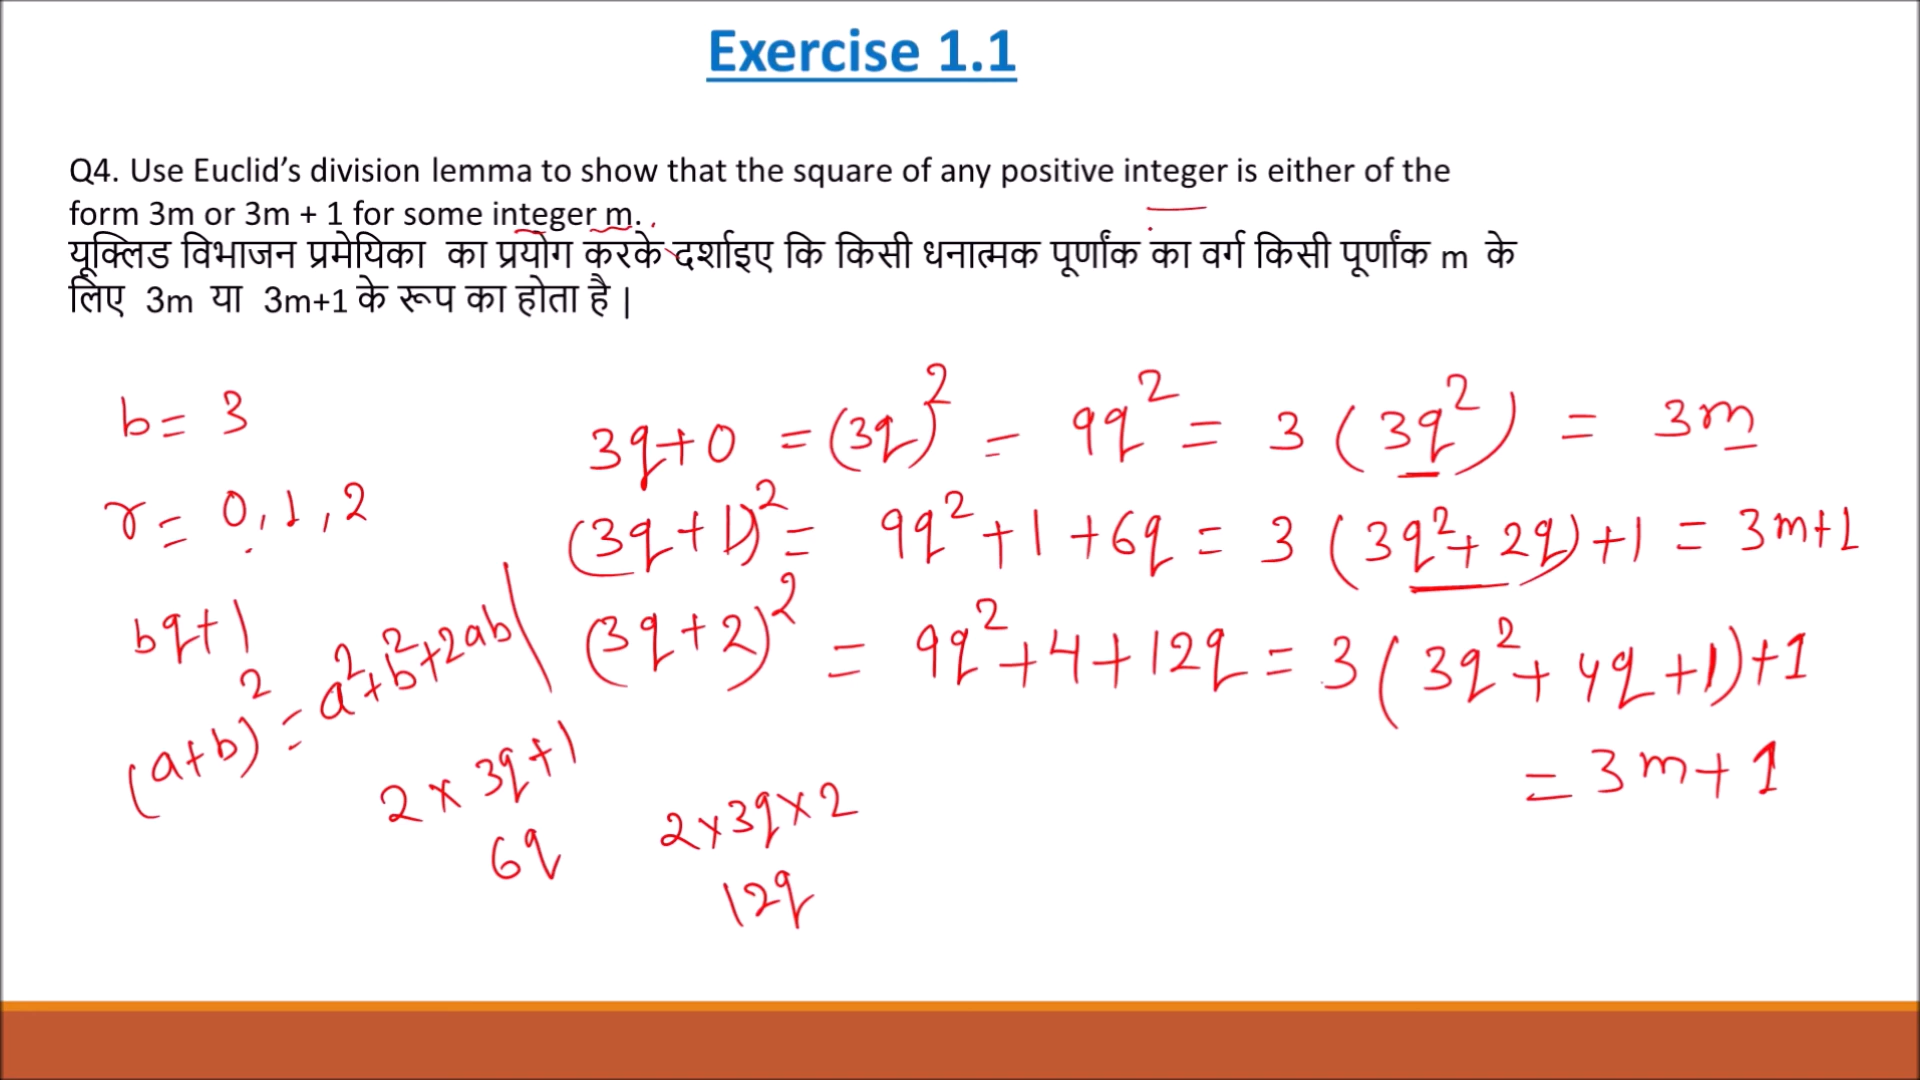 Exercise 1.1
Q4. Use Euclid’s division lemma to show that the square of any positive integer is either of the
form 3m or 3m + 1 for some integer m.
यूक्लिड विभाजन प्रमेयिका का प्रयोग करके दर्शाइए कि किसी धनात्मक पूर्णांक का वर्ग किसी पूर्णांक m के
लिए 3m या 3m+1 के रूप का होता है |
b = 3
r = 0, 1, 2
bq+1
(a+b)² = a²+b²+2ab
3q+0 = (3q)² = 9q² = 3 (3q²) = 3m
(3q+1)² = 9q²+1+6q = 3 (3q²+2q)+1 = 3m+1
(3q+2)² = 9q²+4+12q = 3 (3q²+4q+1)+1
= 3m+1
2 x 3q+1
6q
2x3qx2
12q